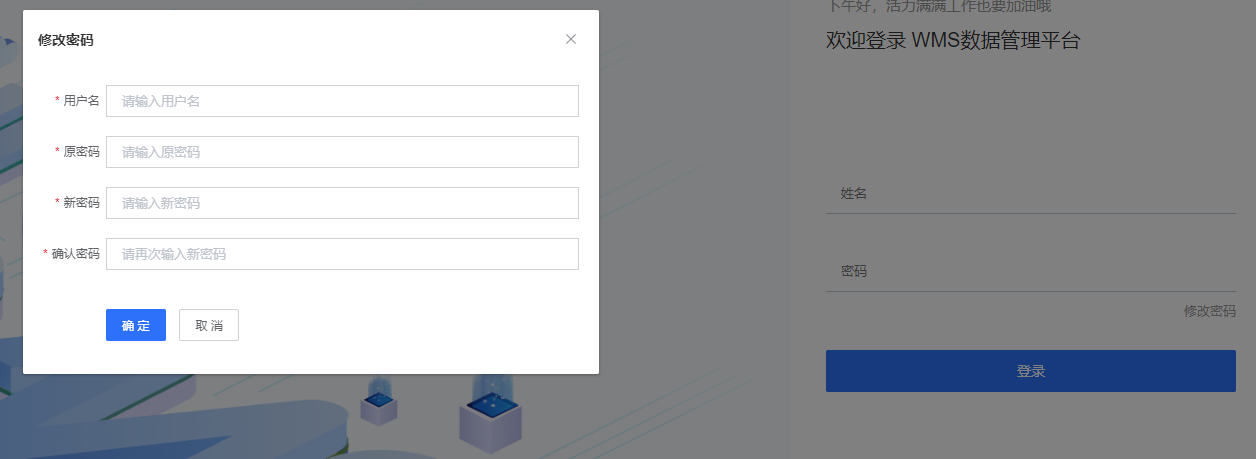 修改密码
* 用户名 请输入用户名
* 原密码 请输入原密码
* 新密码 请输入新密码
* 确认密码 请再次输入新密码
确 定 取 消
下午好，活力满满工作也要加油哦
欢迎登录 WMS数据管理平台
姓名
密码
修改密码
登录